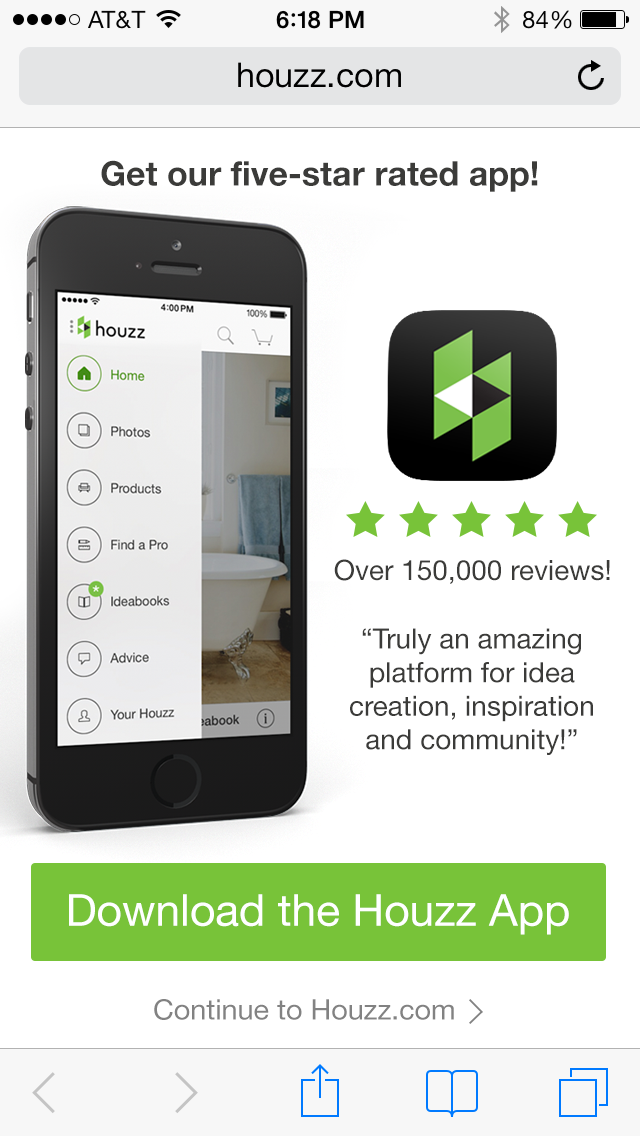 AT&T 6:18 PM 84%
houzz.com
Get our five-star rated app!
4:00 PM 100%
houzz
Home
Photos
Products
Find a Pro
Ideabooks
Advice
Your Houzz
eabook
Over 150,000 reviews!
“Truly an amazing
platform for idea
creation, inspiration
and community!”
Download the Houzz App
Continue to Houzz.com